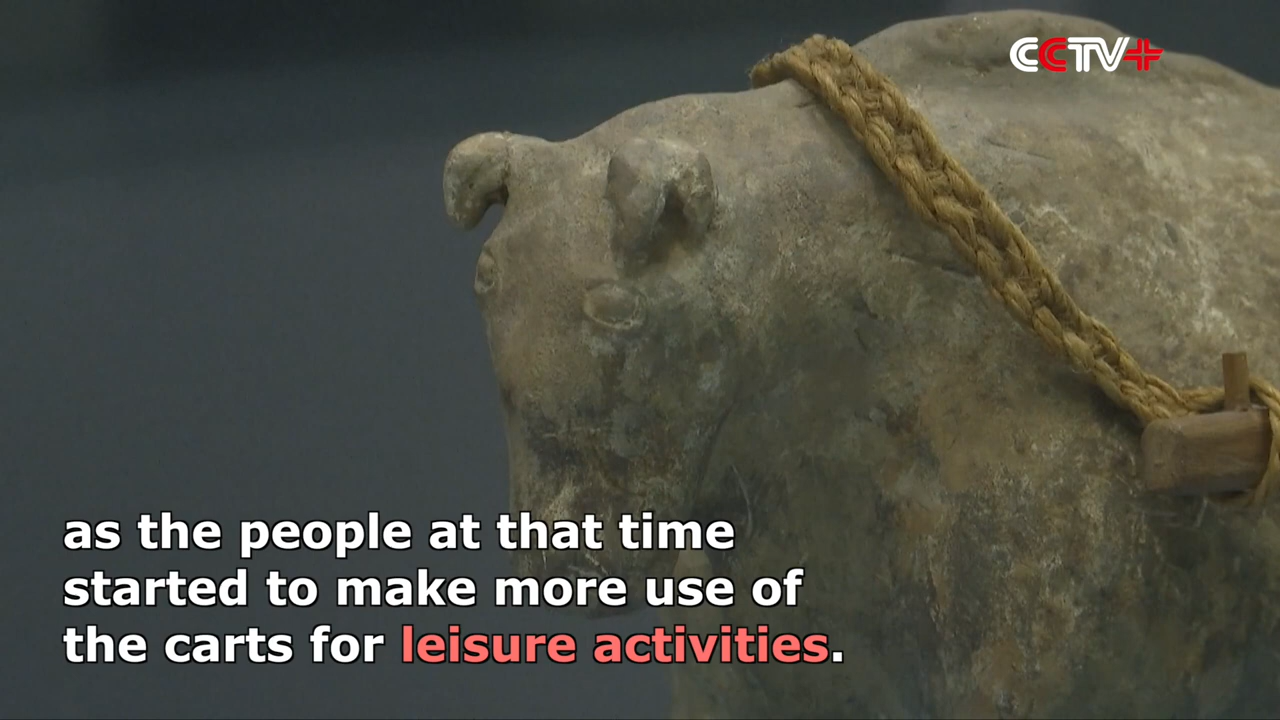 CCTV+
as the people at that time
started to make more use of
the carts for leisure activities.